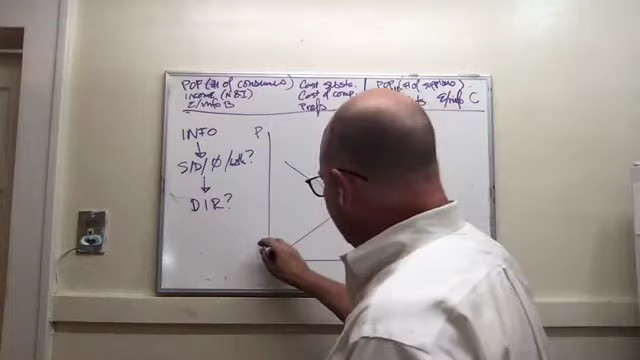 POP (# of consumers)
income (N&I)
E/info B
Cost subst.
Cost of comp.
Prefs
POP (# of suppliers)
E/info C
INFO
S/D/Ø/both?
DIR?
P